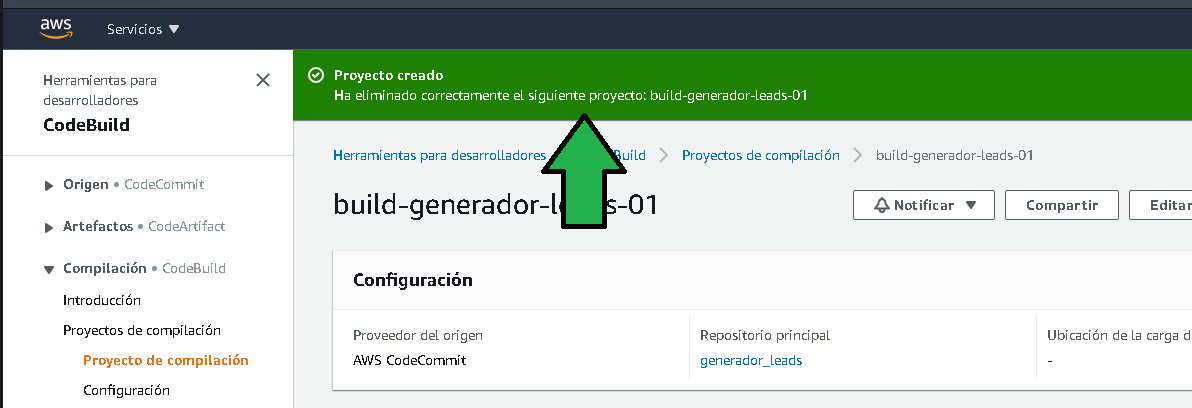 aws
Servicios
Herramientas para
desarrolladores
CodeBuild
Origen • CodeCommit
Artefactos • CodeArtifact
Compilación • CodeBuild
Introducción
Proyectos de compilación
Proyecto de compilación
Configuración
Proyecto creado
Ha eliminado correctamente el siguiente proyecto: build-generador-leads-01
Herramientas para desarrolladores Build Proyectos de compilación build-generador-leads-01
build-generador-leads-01
Notificar
Compartir
Editar
Configuración
Proveedor del origen
AWS CodeCommit
Repositorio principal
generador_leads
Ubicación de la carga d
-